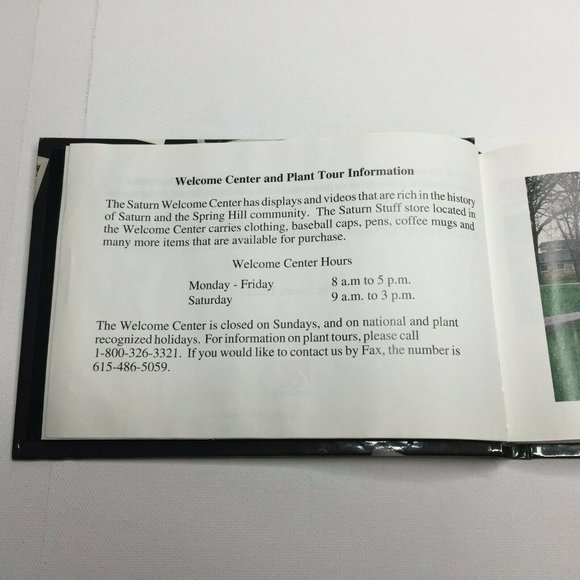 Welcome Center and Plant Tour Information
The Saturn Welcome Center has displays and videos that are rich in the history
of Saturn and the Spring Hill community. The Saturn Stuff store located in
the Welcome Center carries clothing, baseball caps, pens, coffee mugs and
many more items that are available for purchase.
Welcome Center Hours
Monday - Friday 8 a.m to 5 p.m.
Saturday 9 a.m. to 3 p.m.
The Welcome Center is closed on Sundays, and on national and plant
recognized holidays. For information on plant tours, please call
1-800-326-3321. If you would like to contact us by Fax, the number is
615-486-5059.